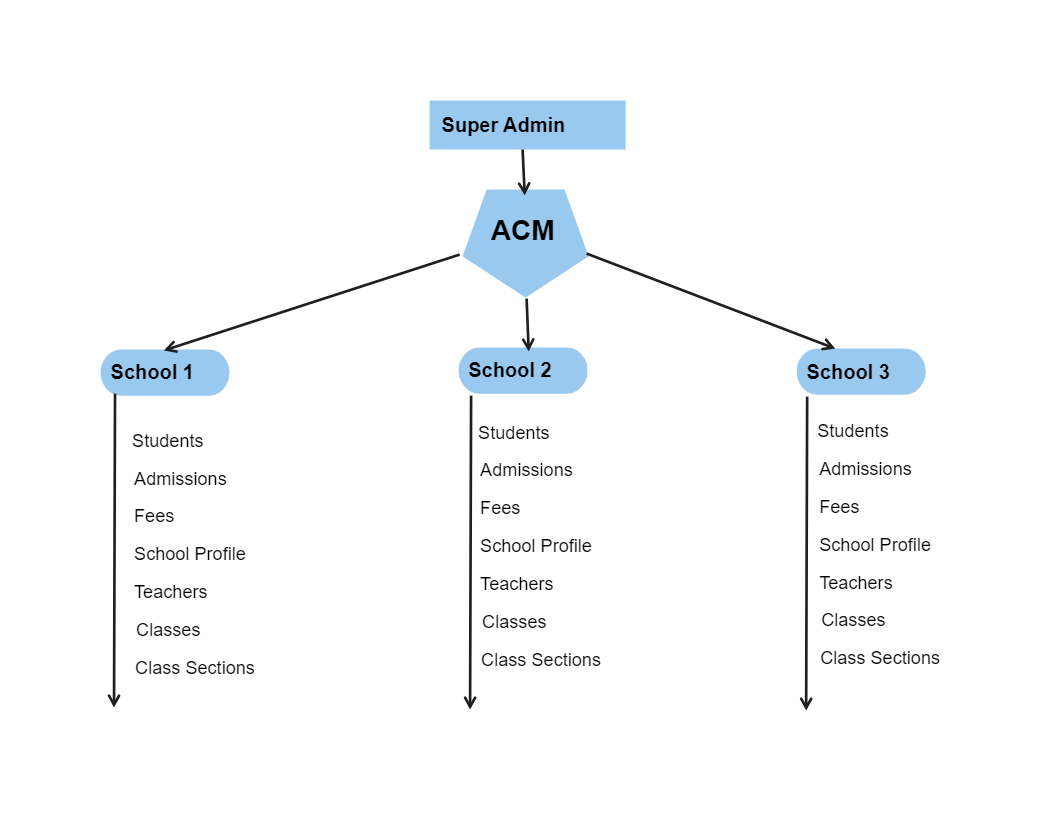 Super Admin
ACM
School 1
Students
Admissions
Fees
School Profile
Teachers
Classes
Class Sections
School 2
Students
Admissions
Fees
School Profile
Teachers
Classes
Class Sections
School 3
Students
Admissions
Fees
School Profile
Teachers
Classes
Class Sections